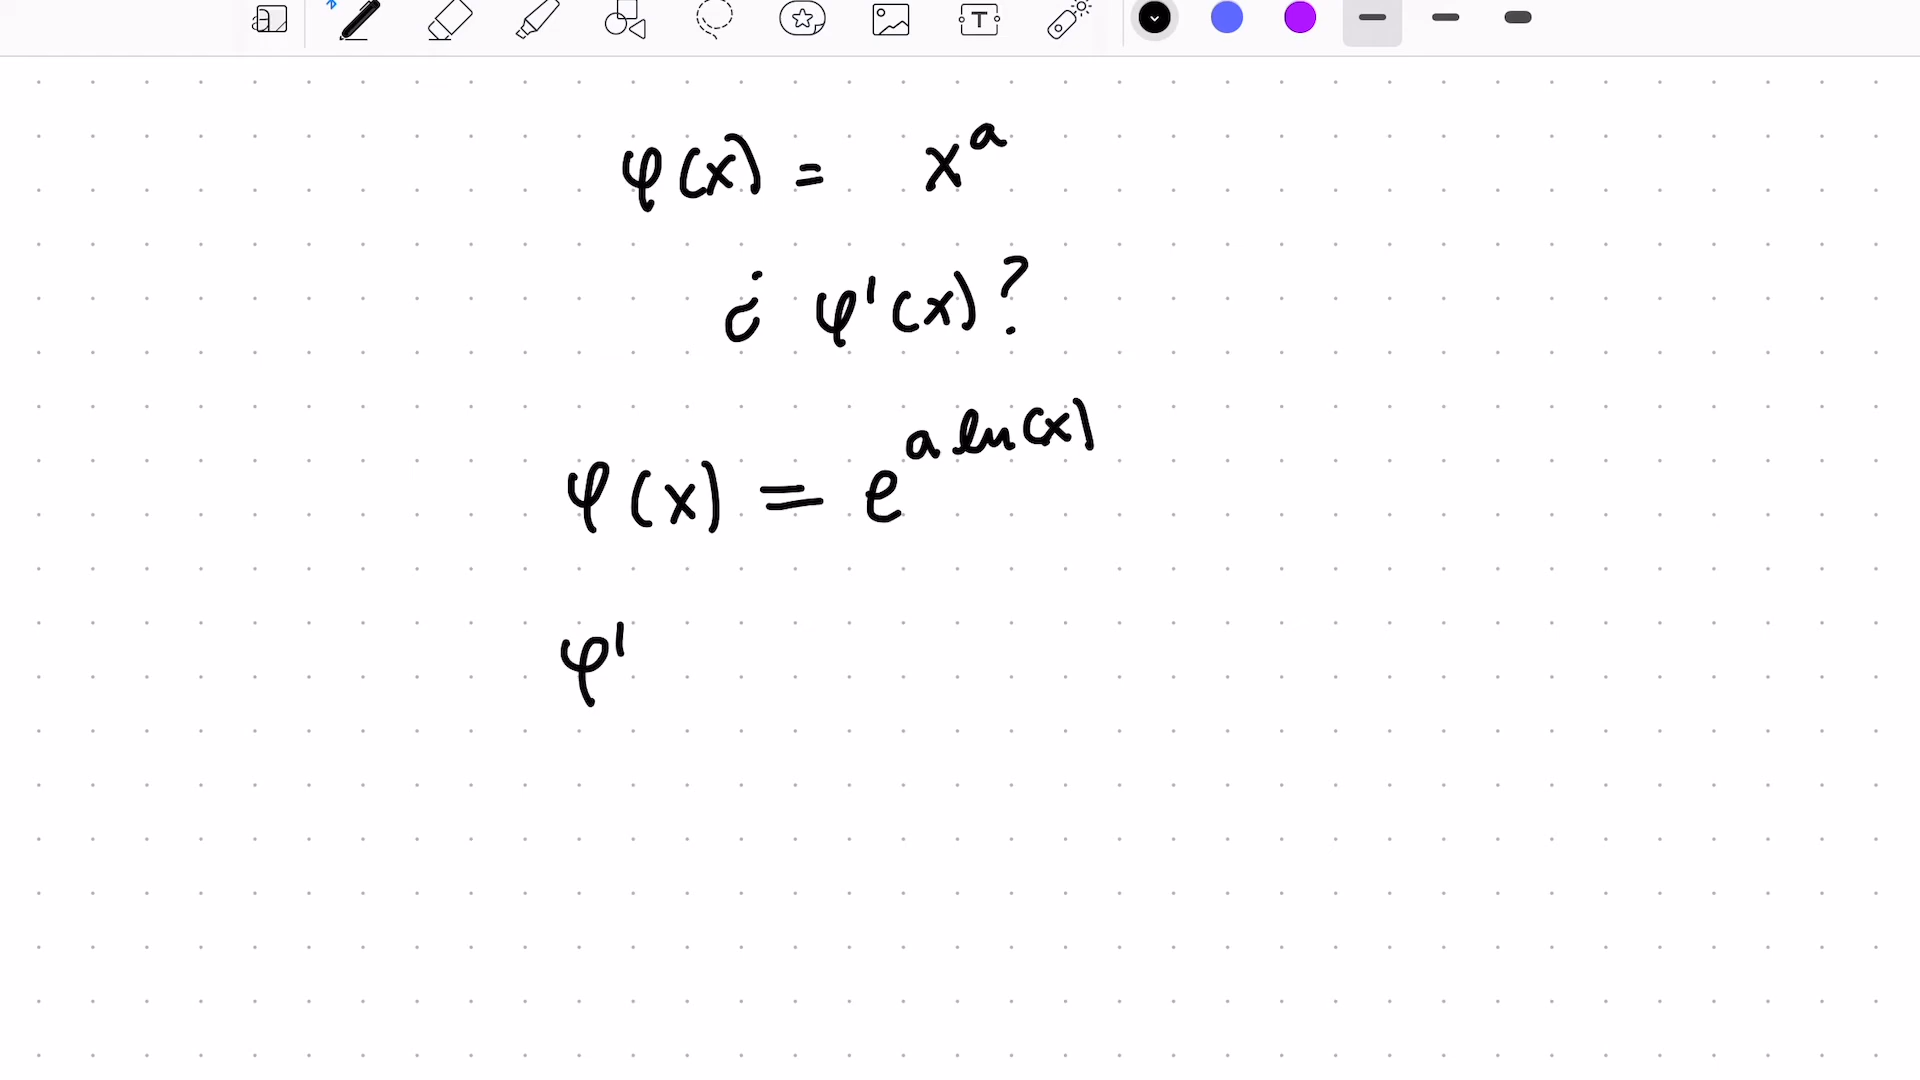 φ(x) = x^a
¿ φ'(x)?
φ(x) = e^{a ln(x)}
φ'